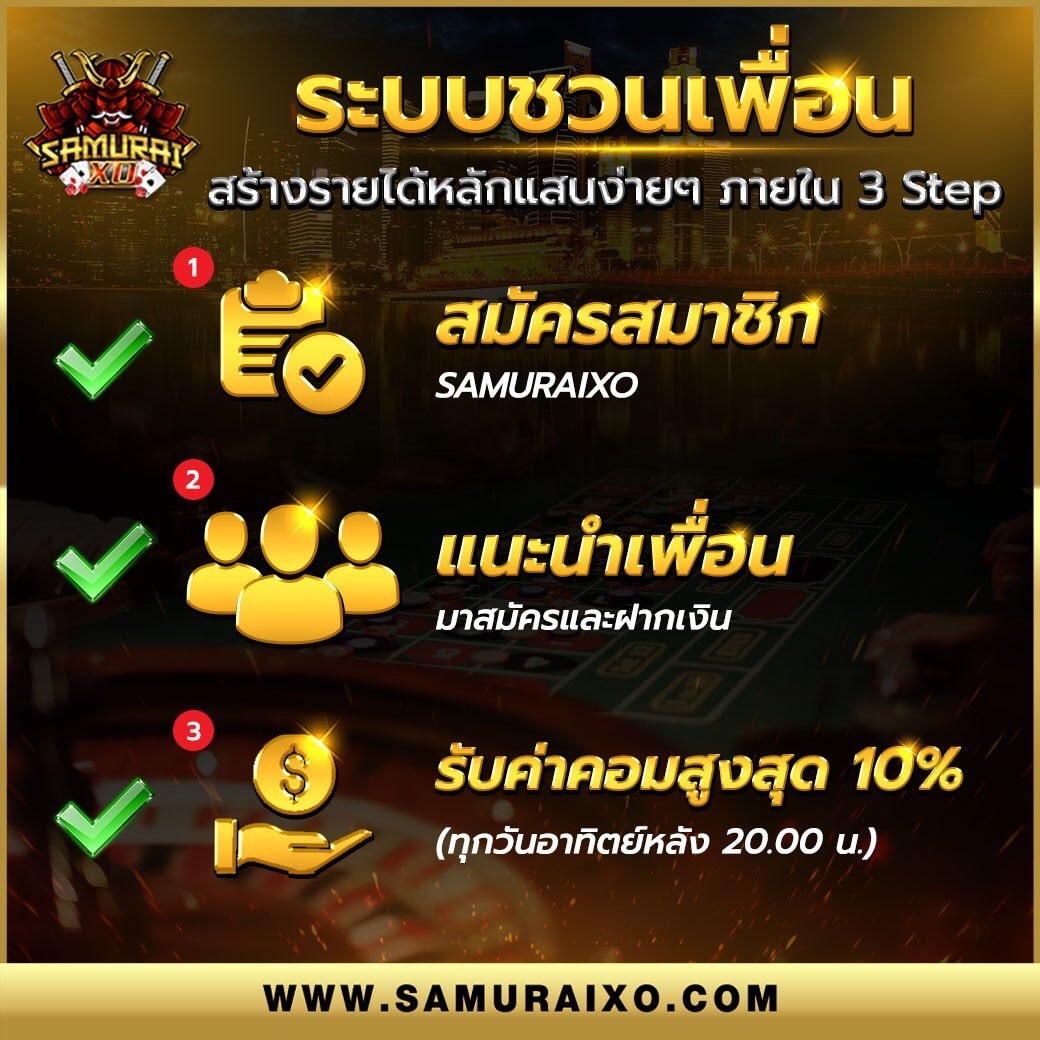 SAMURAI
XO
ระบบชวนเพื่อน
สร้างรายได้หลักแสนง่ายๆ ภายใน 3 Step
1
สมัครสมาชิก
SAMURAIXO
2
แนะนำเพื่อน
มาสมัครและฝากเงิน
3
$
รับค่าคอมสูงสุด 10%
(ทุกวันอาทิตย์หลัง 20.00 น.)
WWW.SAMURAIXO.COM